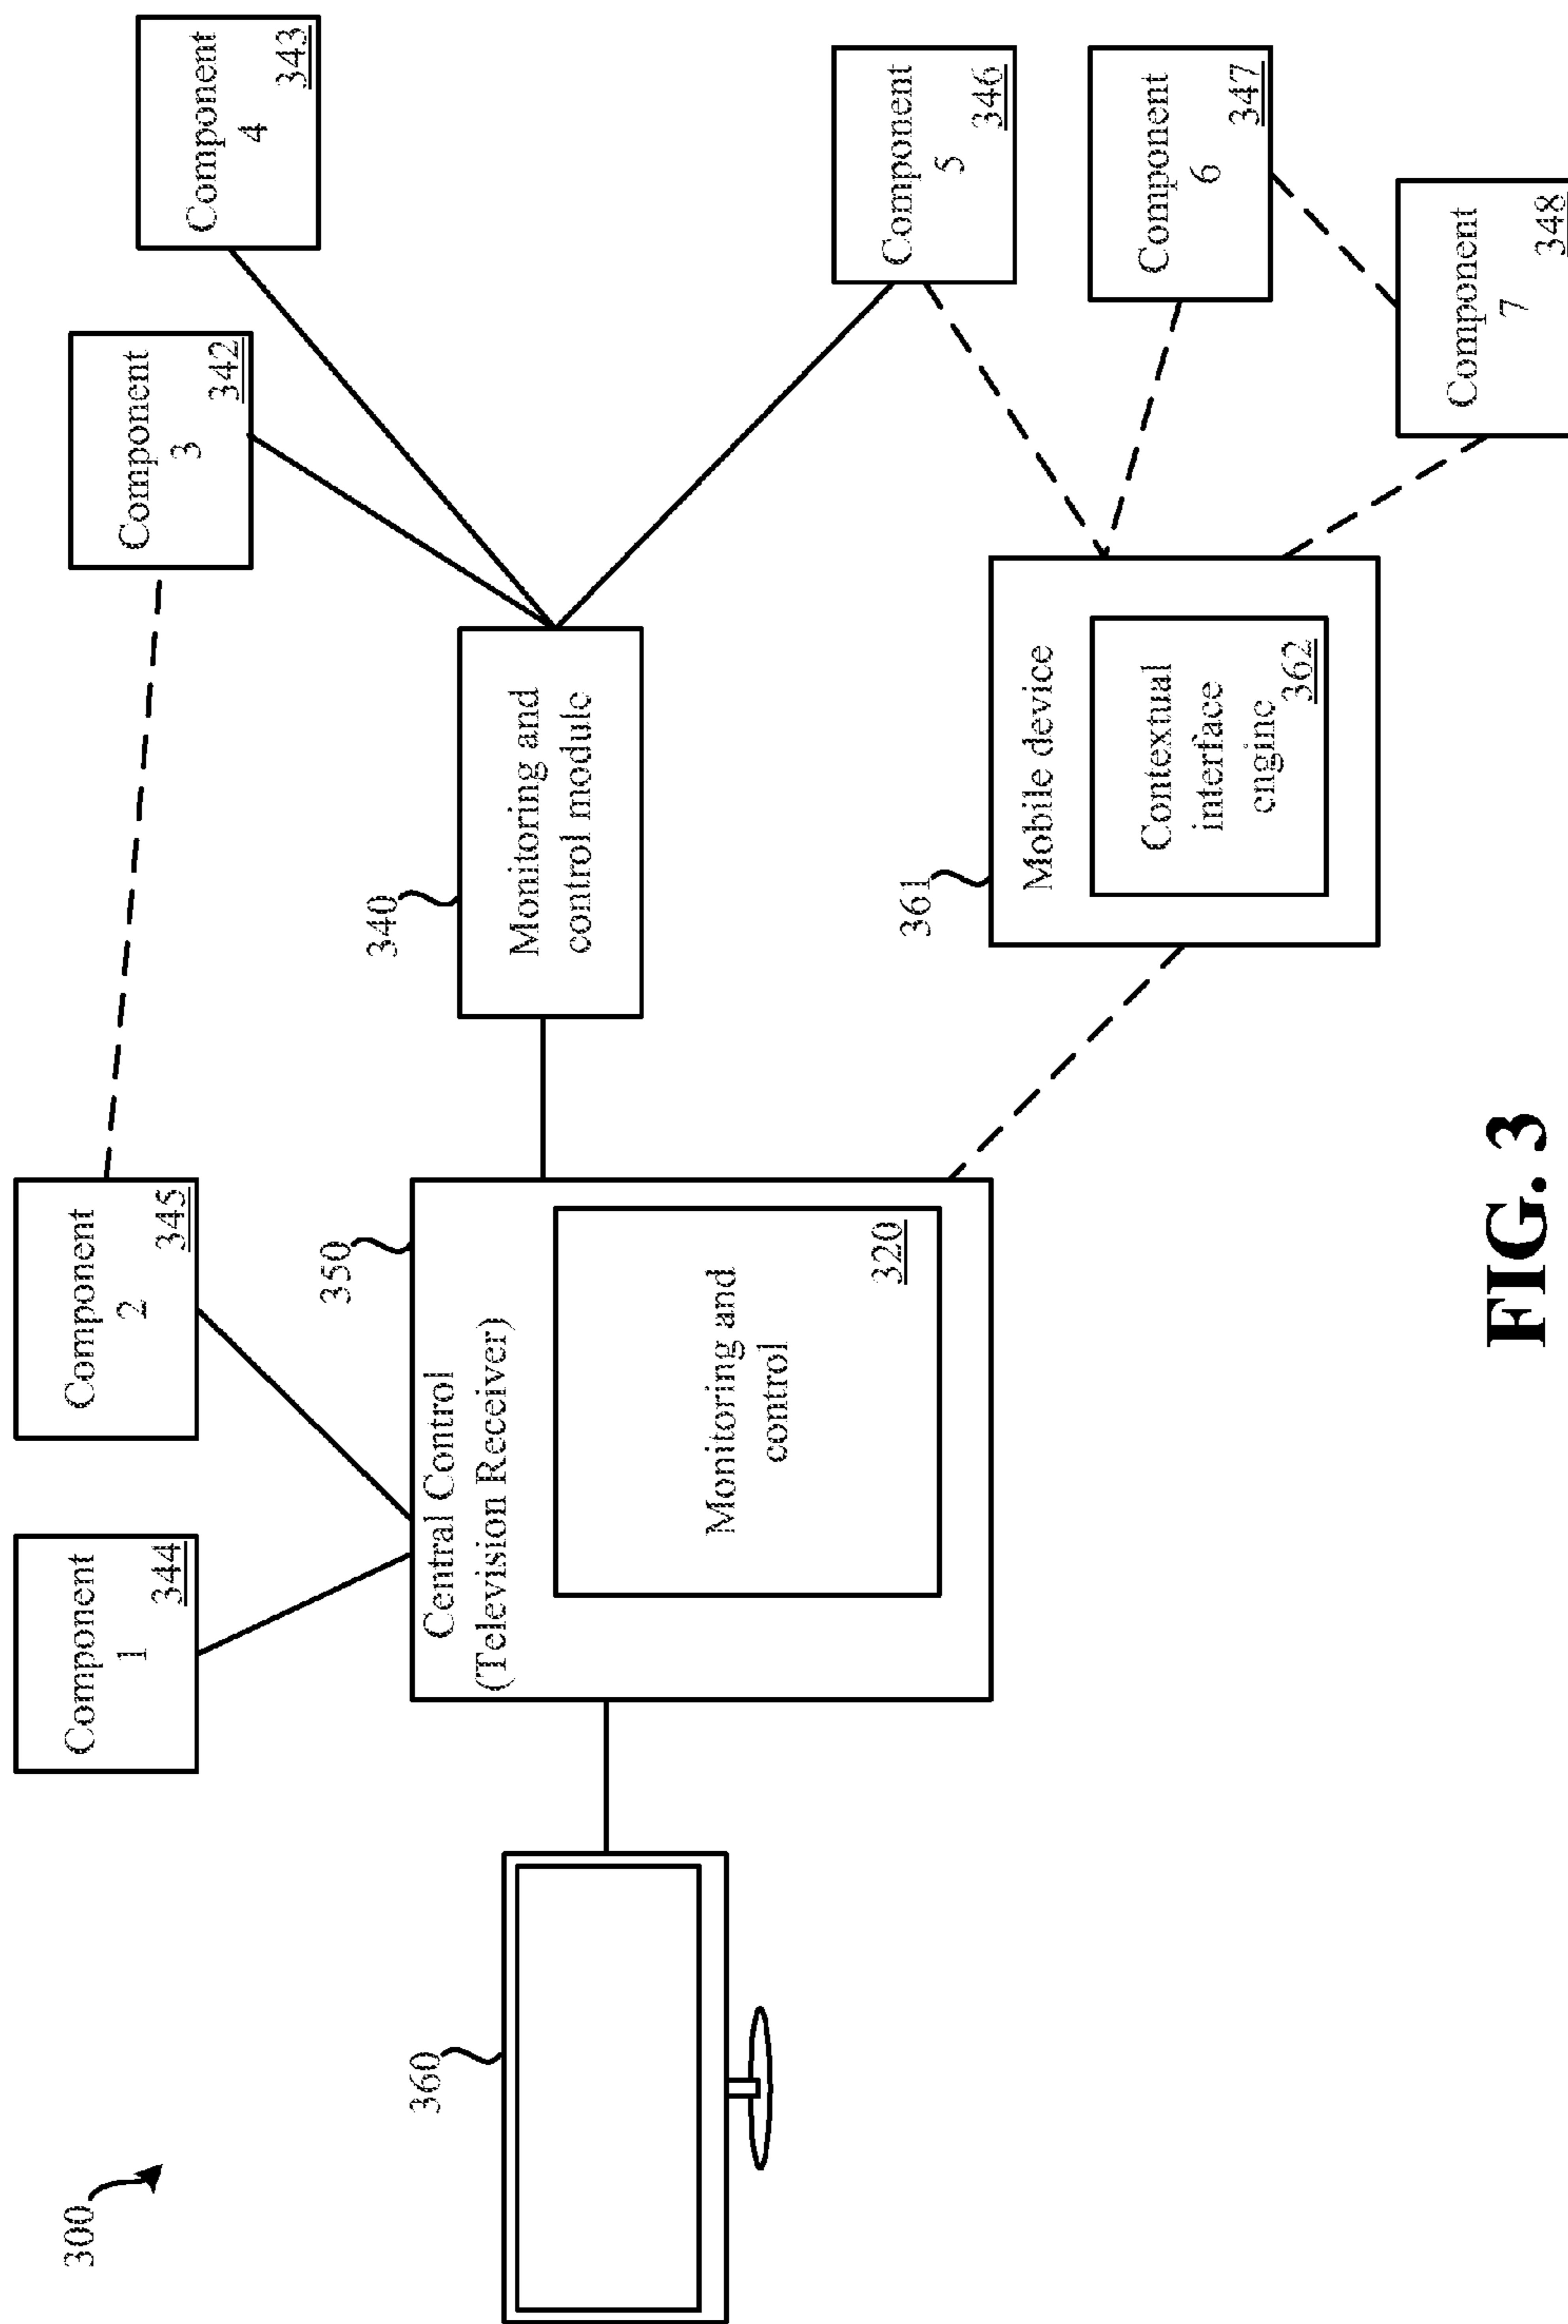 300
360
Component
1
344
Component
2
345
350
Central Control
(Television Receiver)
Monitoring and
control
320
340
Monitoring and
control module
Component
3
342
Component
4
343
361
Mobile device
Contextual
interface
engine
362
Component
5
346
Component
6
347
Component
7
348
FIG. 3